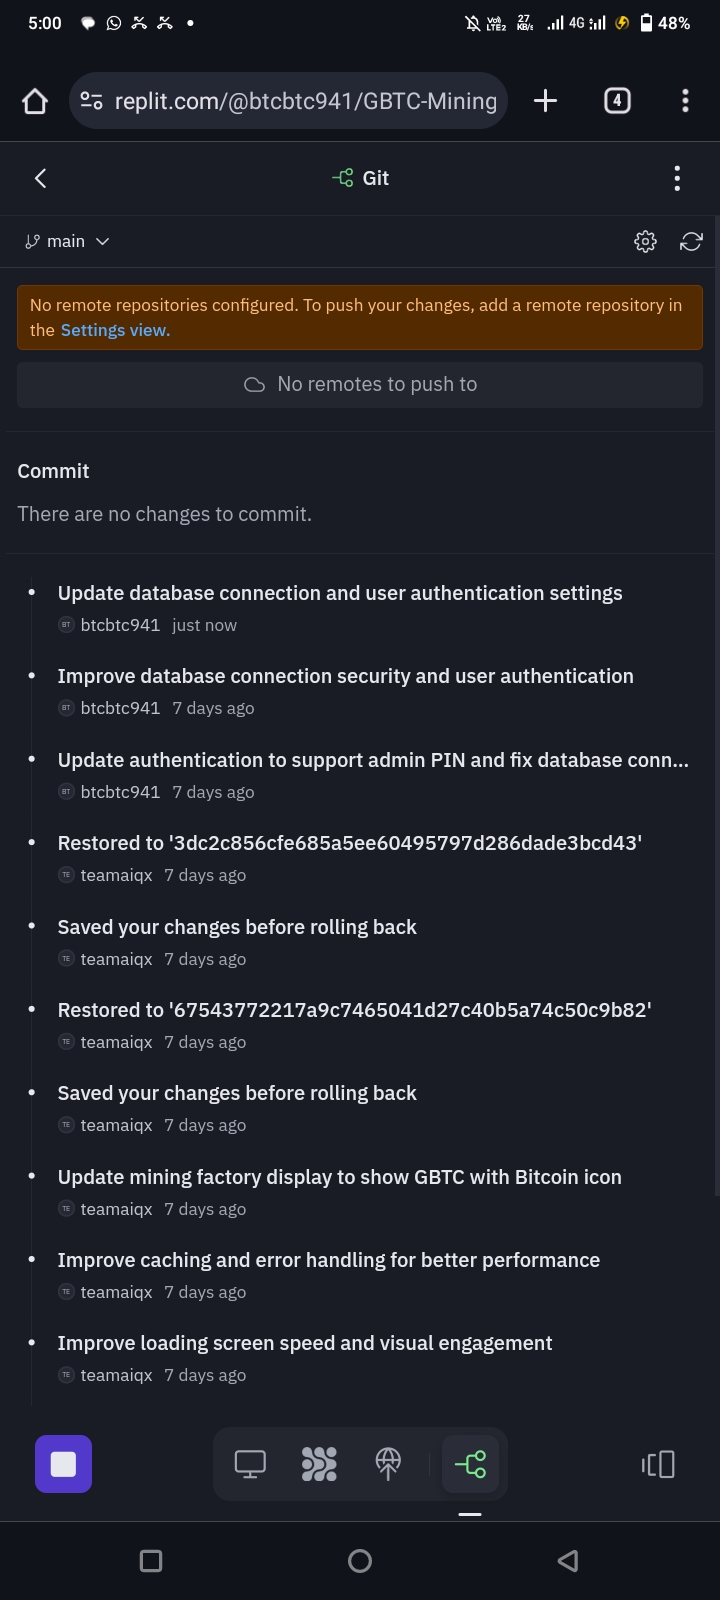 5:00
Vo)) LTE2 27 KB/s 4G 48%
replit.com/@btcbtc941/GBTC-Mining
4
Git
main
No remote repositories configured. To push your changes, add a remote repository in
the Settings view.
No remotes to push to
Commit
There are no changes to commit.
Update database connection and user authentication settings
BT btcbtc941 just now
Improve database connection security and user authentication
BT btcbtc941 7 days ago
Update authentication to support admin PIN and fix database conn...
BT btcbtc941 7 days ago
Restored to '3dc2c856cfe685a5ee60495797d286dade3bcd43'
TE teamaiqx 7 days ago
Saved your changes before rolling back
TE teamaiqx 7 days ago
Restored to '67543772217a9c7465041d27c40b5a74c50c9b82'
TE teamaiqx 7 days ago
Saved your changes before rolling back
TE teamaiqx 7 days ago
Update mining factory display to show GBTC with Bitcoin icon
TE teamaiqx 7 days ago
Improve caching and error handling for better performance
TE teamaiqx 7 days ago
Improve loading screen speed and visual engagement
TE teamaiqx 7 days ago